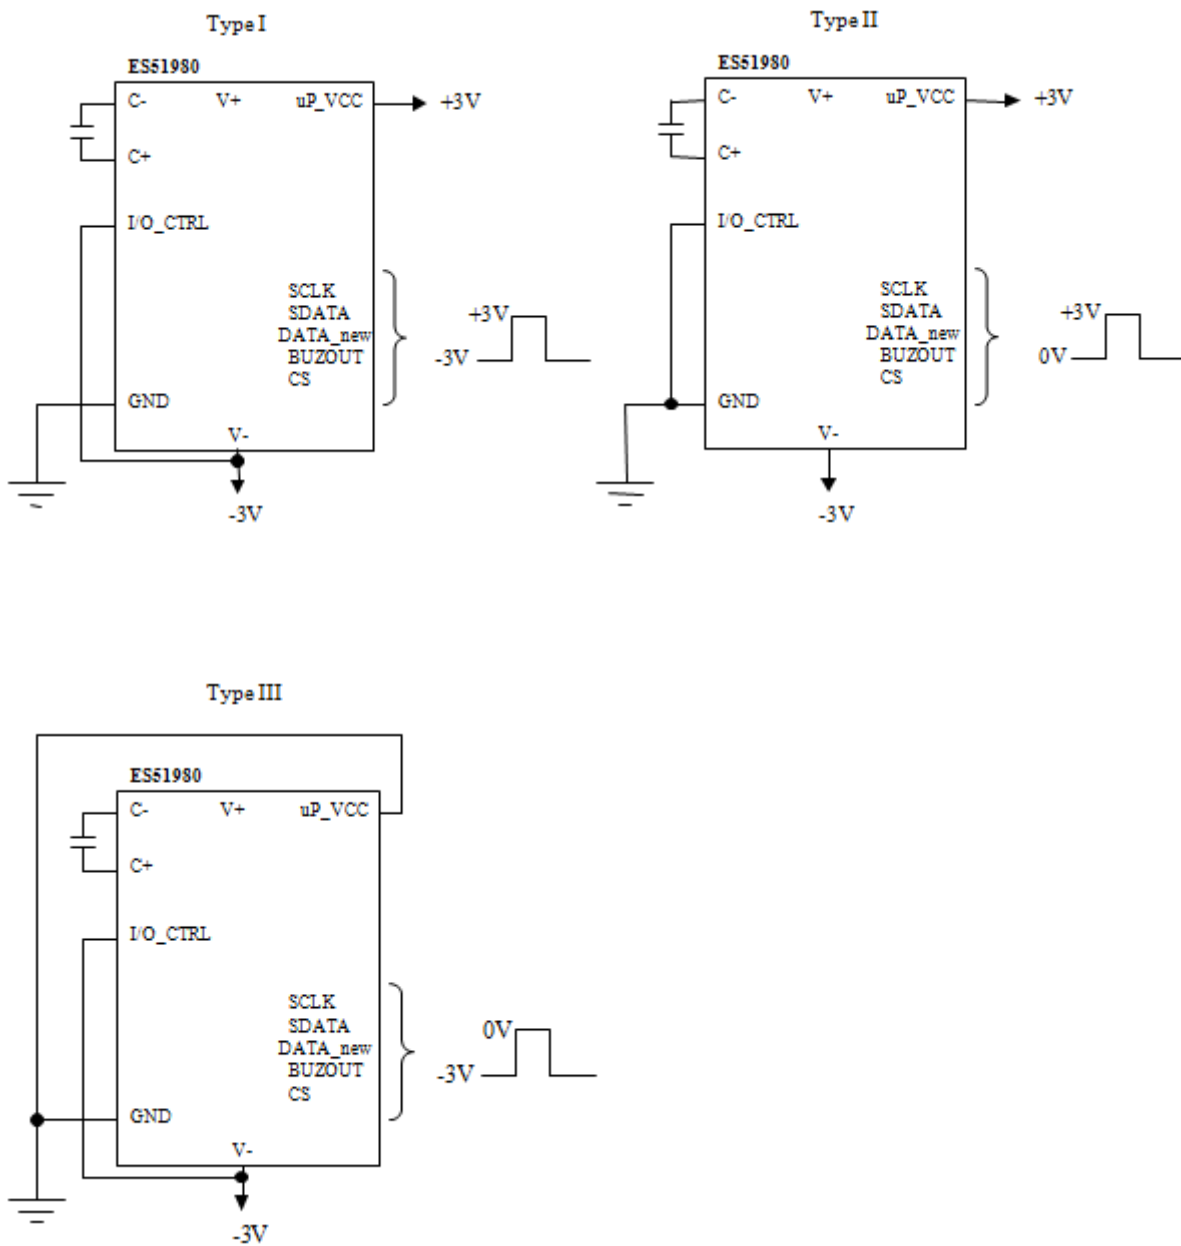 Type I
ES51980
C- V+ uP_VCC +3V
C+
I/O_CTRL
SCLK
SDATA
DATA_new
BUZOUT
CS
+3V
-3V
GND
V-
-3V
Type II
ES51980
C- V+ uP_VCC +3V
C+
I/O_CTRL
SCLK
SDATA
DATA_new
BUZOUT
CS
+3V
0V
GND
V-
-3V
Type III
ES51980
C- V+ uP_VCC
C+
I/O_CTRL
SCLK
SDATA
DATA_new
BUZOUT
CS
0V
-3V
GND
V-
-3V